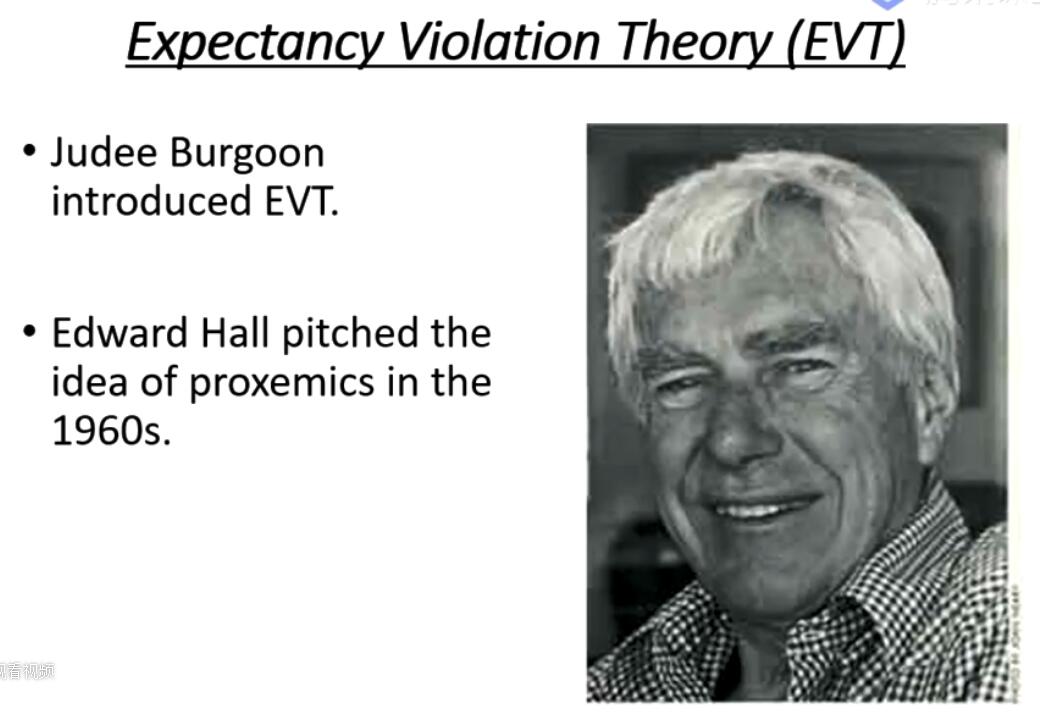 Expectancy Violation Theory (EVT)
• Judee Burgoon
introduced EVT.
• Edward Hall pitched the
idea of proxemics in the
1960s.
观看视频